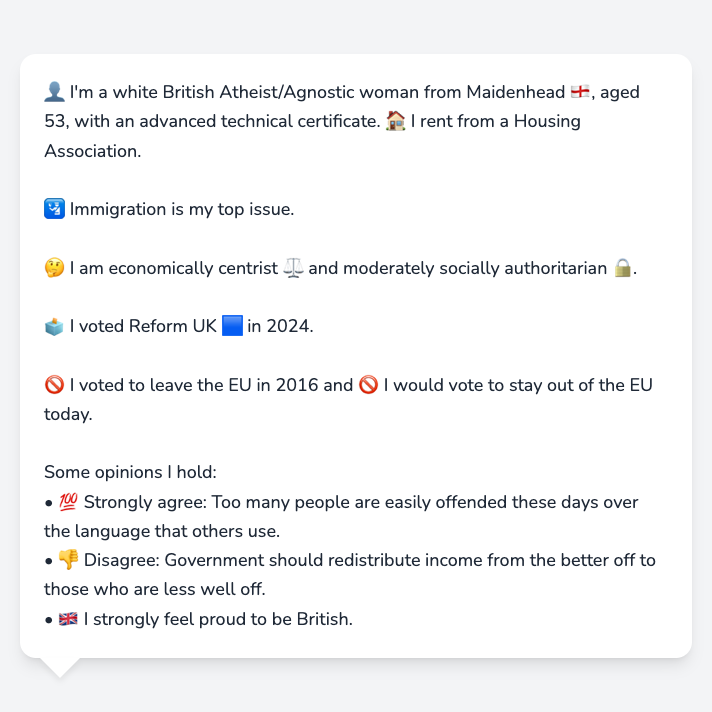 👤 I'm a white British Atheist/Agnostic woman from Maidenhead 🏴󠁧󠁢󠁥󠁮󠁧󠁿, aged
53, with an advanced technical certificate. 🏠 I rent from a Housing
Association.
🛂 Immigration is my top issue.
🤔 I am economically centrist ⚖️ and moderately socially authoritarian 🔒.
🗳️ I voted Reform UK 🟦 in 2024.
🚫 I voted to leave the EU in 2016 and 🚫 I would vote to stay out of the EU
today.
Some opinions I hold:
• 💯 Strongly agree: Too many people are easily offended these days over
the language that others use.
• 👎 Disagree: Government should redistribute income from the better off to
those who are less well off.
• 🇬🇧 I strongly feel proud to be British.